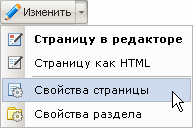 Изменить
Страницу в редакторе
Страницу как HTML
Свойства страницы
Свойства раздела